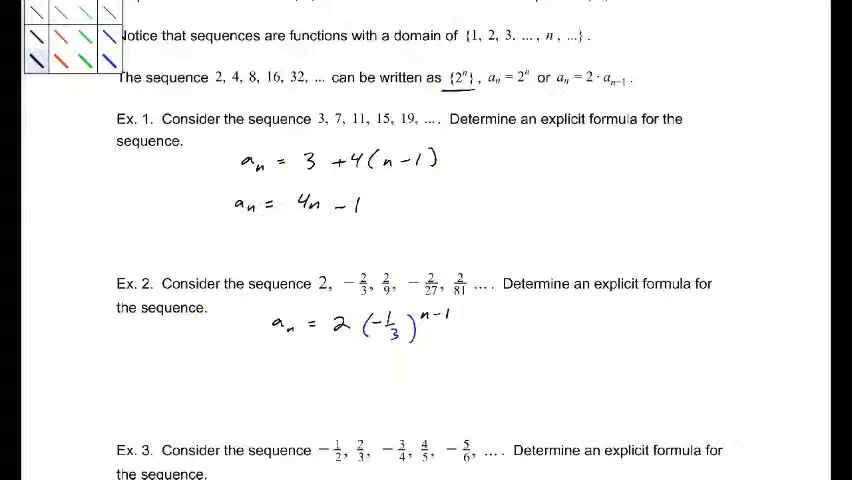 Notice that sequences are functions with a domain of {1, 2, 3. ..., n, ...}.
The sequence 2, 4, 8, 16, 32, ... can be written as {2ⁿ}, aₙ = 2ⁿ or aₙ = 2 · aₙ₋₁.
Ex. 1. Consider the sequence 3, 7, 11, 15, 19, .... Determine an explicit formula for the
sequence.
aₙ = 3 + 4(n − 1)
aₙ = 4n − 1
Ex. 2. Consider the sequence 2, −2/3, 2/9, −2/27, 2/81 .... Determine an explicit formula for
the sequence.
aₙ = 2 (−1/3)ⁿ⁻¹
Ex. 3. Consider the sequence −1/2, 2/3, −3/4, 4/5, −5/6, .... Determine an explicit formula for
the sequence.